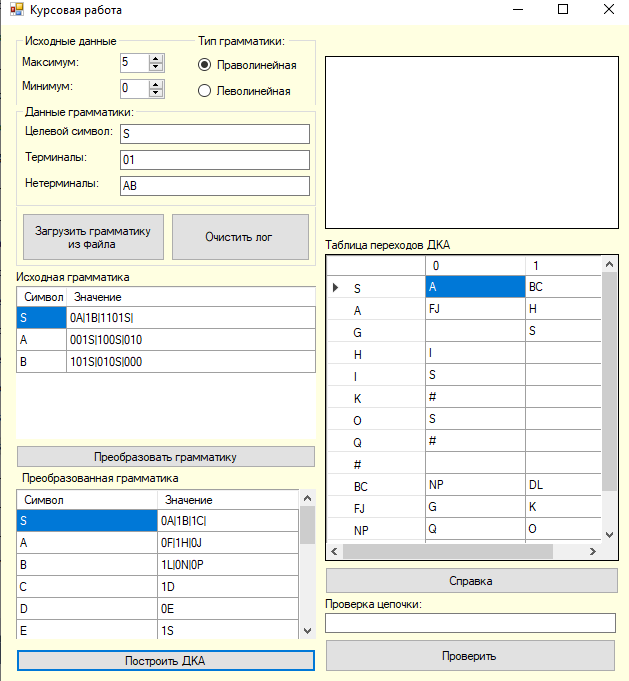 Курсовая работа
Исходные данные
Тип грамматики:
Максимум: 5
Праволинейная
Минимум: 0
Леволинейная
Данные грамматики:
Целевой символ: S
Терминалы: 01
Нетерминалы: AB
Загрузить грамматику
из файла
Очистить лог
Исходная грамматика
Символ Значение
S 0A|1B|1101S|
A 001S|100S|010
B 101S|010S|000
Преобразовать грамматику
Преобразованная грамматика
Символ Значение
S 0A|1B|1C|
A 0F|1H|0J
B 1L|0N|0P
C 1D
D 0E
E 1S
Построить ДКА
Таблица переходов ДКА
0 1
S A BC
A FJ H
G S
H I
I S
K #
O S
Q #
#
BC NP DL
FJ G K
NP Q O
Справка
Проверка цепочки:
Проверить